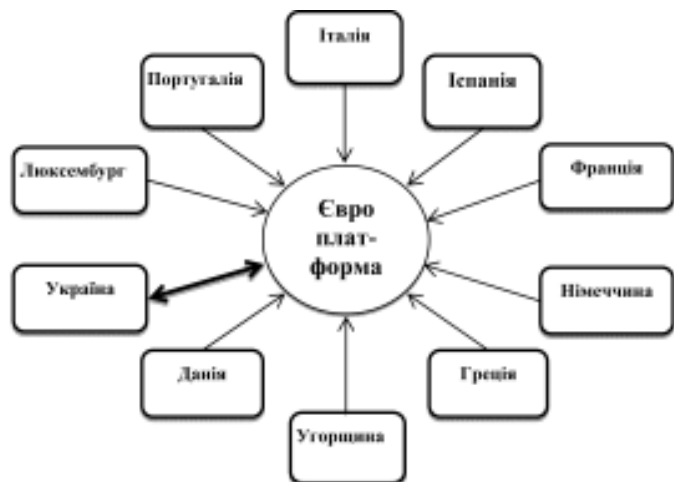 Італія
Португалія
Іспанія
Люксембург
Франція
Євро
плат-
форма
Україна
Німеччина
Данія
Греція
Угорщина